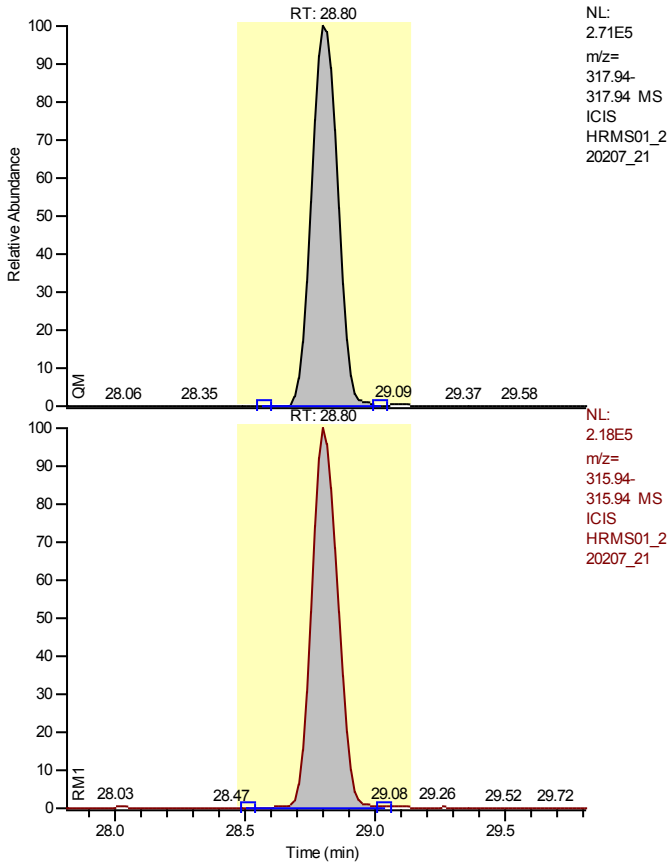 RT: 28.80
NL:
2.71E5
m/z=
317.94-
317.94 MS
ICIS
HRMS01_2
20207_21
100
90
80
70
60
50
40
30
20
10
0
Relative Abundance
QM
28.06 28.35 29.09 29.37 29.58
RT: 28.80
NL:
2.18E5
m/z=
315.94-
315.94 MS
ICIS
HRMS01_2
20207_21
100
90
80
70
60
50
40
30
20
10
0
RM1
28.03 28.47 29.08 29.26 29.52 29.72
28.0 28.5 29.0 29.5
Time (min)